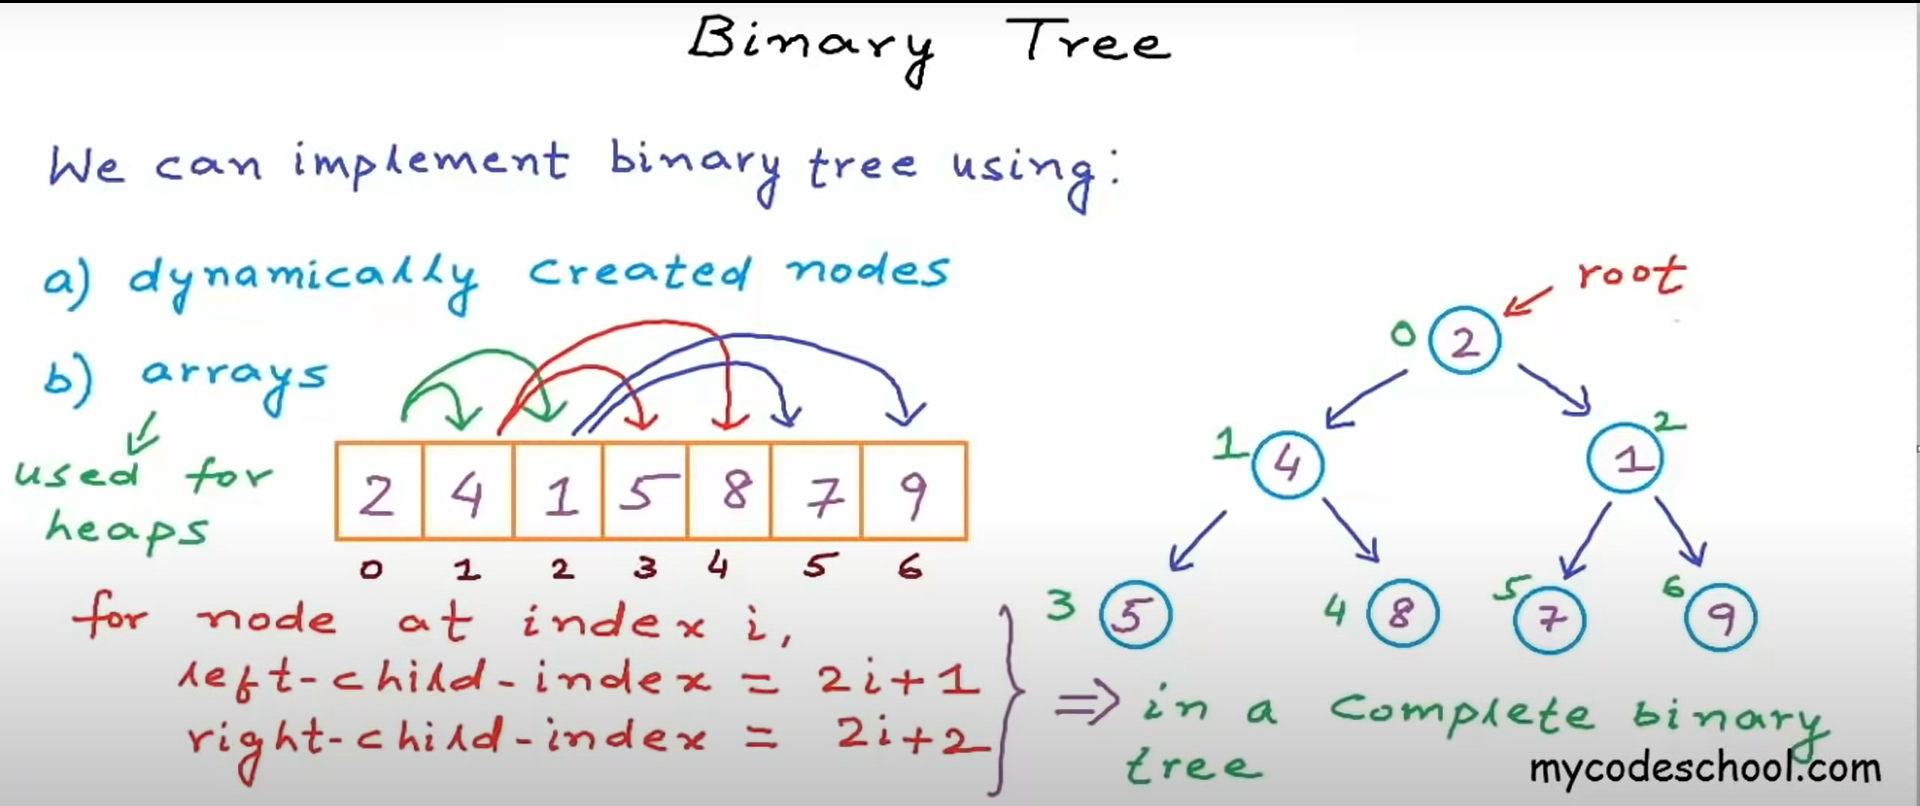 Binary Tree
We can implement binary tree using:
a) dynamically created nodes
b) arrays
used for
heaps
2 4 1 5 8 7 9
0 1 2 3 4 5 6
for node at index i,
left-child-index = 2i+1
right-child-index = 2i+2
⇒ in a complete binary
tree
root
0 2
1 4
1 2
3 5
4 8
5 7
6 9
mycodeschool.com